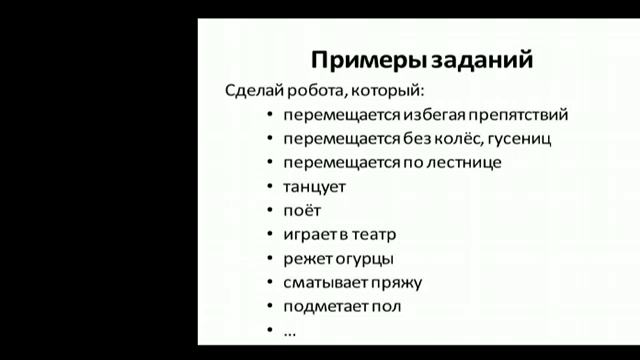 Примеры заданий
Сделай робота, который:
• перемещается избегая препятствий
• перемещается без колёс, гусениц
• перемещается по лестнице
• танцует
• поёт
• играет в театр
• режет огурцы
• сматывает пряжу
• подметает пол
• ...